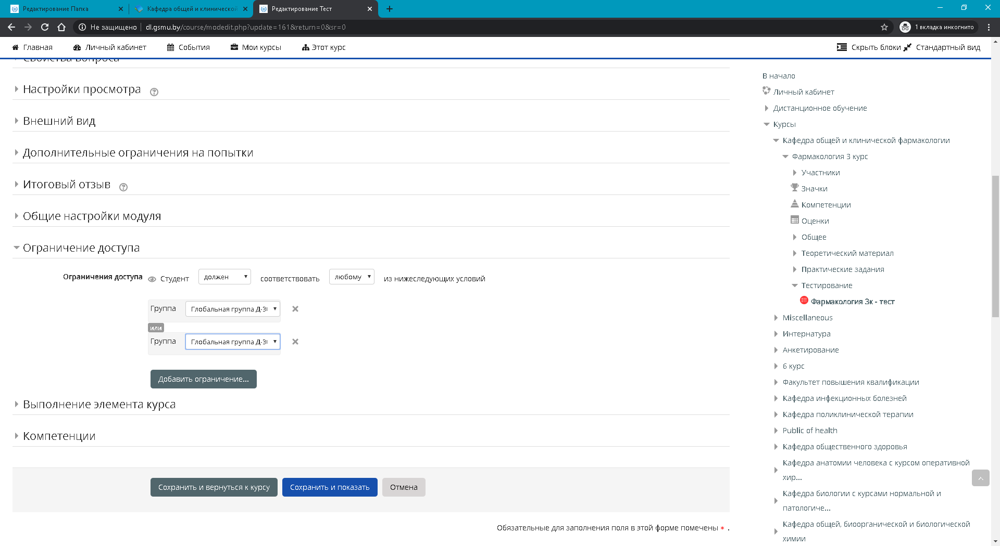 Редактирование Папка
Кафедра общей и клинической
Редактирование Тест
Не защищено
dl.gsmu.by/course/modedit.php?update=161&return=0&sr=0
1 вкладка инкогнито
Главная
Личный кабинет
События
Мои курсы
Этот курс
Скрыть блоки
Стандартный вид
Свойства вопроса
Настройки просмотра
Внешний вид
Дополнительные ограничения на попытки
Итоговый отзыв
Общие настройки модуля
Ограничение доступа
Ограничения доступа Студент должен соответствовать любому из нижеследующих условий
Группа Глобальная группа Д-3
или
Группа Глобальная группа Д-3
Добавить ограничение...
Выполнение элемента курса
Компетенции
Сохранить и вернуться к курсу
Сохранить и показать
Отмена
Обязательные для заполнения поля в этой форме помечены * .
В начало
Личный кабинет
Дистанционное обучение
Курсы
Кафедра общей и клинической фармакологии
Фармакология 3 курс
Участники
Значки
Компетенции
Оценки
Общее
Теоретический материал
Практические задания
Тестирование
Фармакология 3к - тест
Miscellaneous
Интернатура
Анкетирование
6 курс
Факультет повышения квалификации
Кафедра инфекционных болезней
Кафедра поликлинической терапии
Public of health
Кафедра общественного здоровья
Кафедра анатомии человека с курсом оперативной
хир...
Кафедра биологии с курсами нормальной и
патологиче...
Кафедра общей, биоорганической и биологической
химии